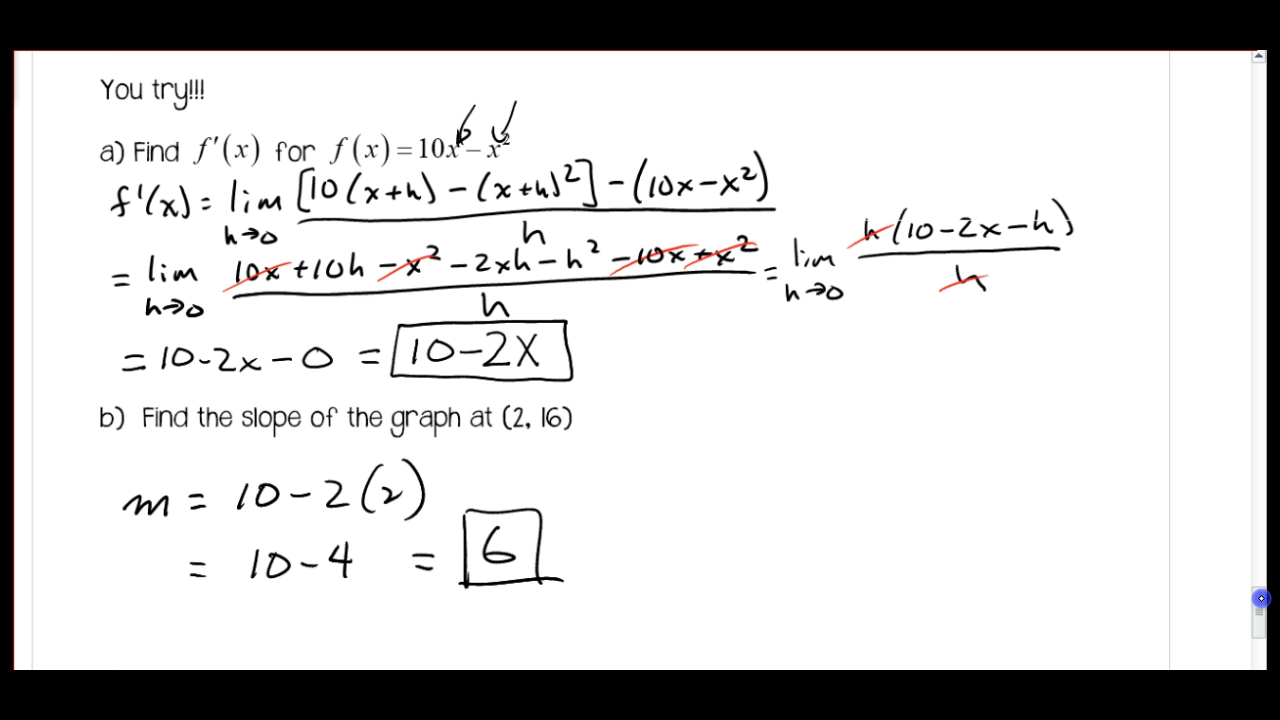 You try!!!
a) Find f'(x) for f(x) = 10x − x²
f'(x) = lim h→0 [10(x+h) − (x+h)²] − (10x−x²) / h
= lim h→0 10x + 10h − x² − 2xh − h² − 10x + x² / h = lim h→0 h(10−2x−h) / h
= 10-2x − 0 = 10−2x
b) Find the slope of the graph at (2, 16)
m = 10 − 2(2)
= 10 − 4 = 6